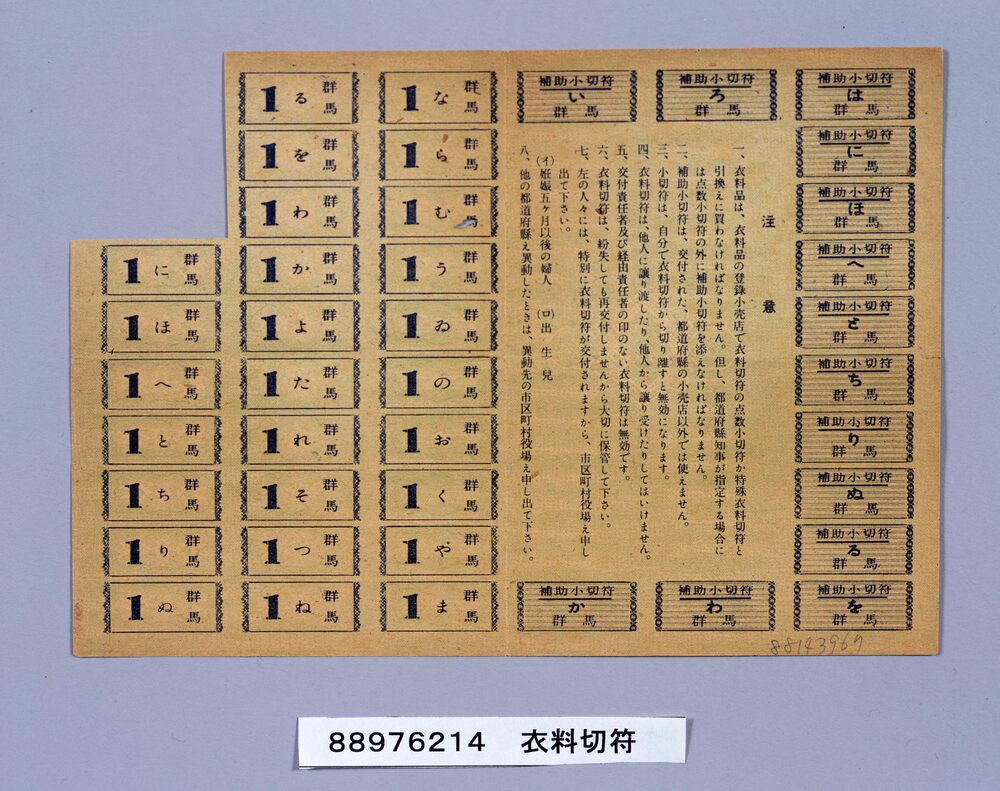 補助小切符
は
群馬
補助小切符
ろ
群馬
補助小切符
い
群馬
補助小切符
に
群馬
補助小切符
ほ
群馬
補助小切符
へ
群馬
補助小切符
と
群馬
補助小切符
ち
群馬
補助小切符
り
群馬
補助小切符
ぬ
群馬
補助小切符
る
群馬
補助小切符
を
群馬
補助小切符
わ
群馬
補助小切符
か
群馬
注意
一、衣料品は、衣料品の登錄小売店で衣料切符の点数小切符か特殊衣料切符と
引換えに買わなければなりません。但し、都道府縣知事が指定する場合に
は点数小切符の外に補助小切符を添えなければなりません。
二、補助小切符は、交付された、都道府縣の小売店以外では使えません。
三、小切符は、自分で衣料切符から切り離すと無効になります。
四、衣料切符は、他人に譲り渡したり、他人から譲り受けたりしてはいけません。
五、交付責任者及び経由責任者の印のない衣料切符は無効です。
六、衣料切符は、紛失しても再交付しませんから大切に保管して下さい。
七、左の人々には、特別に衣料切符が交付されますから、市区町村役場え申し
出て下さい。
(イ)妊娠五ヶ月以後の婦人 (ロ)出生兒
八、他の都道府縣え異動したときは、異動先の市区町村役場え申し出て下さい。
群馬 な 1
群馬 ら 1
群馬 む 1
群馬 う 1
群馬 ゐ 1
群馬 の 1
群馬 お 1
群馬 く 1
群馬 や 1
群馬 ま 1
群馬 る 1
群馬 を 1
群馬 わ 1
群馬 か 1
群馬 よ 1
群馬 た 1
群馬 れ 1
群馬 そ 1
群馬 つ 1
群馬 ね 1
群馬 に 1
群馬 ほ 1
群馬 へ 1
群馬 と 1
群馬 ち 1
群馬 り 1
群馬 ぬ 1
88143967
88976214 衣料切符